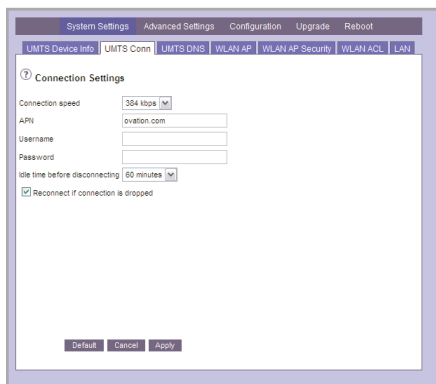 System Settings Advanced Settings Configuration Upgrade Reboot
UMTS Device Info UMTS Conn UMTS DNS WLAN AP WLAN AP Security WLAN ACL LAN
? Connection Settings
Connection speed 384 kbps
APN ovation.com
Username
Password
Idle time before disconnecting 60 minutes
Reconnect if connection is dropped
Default Cancel Apply